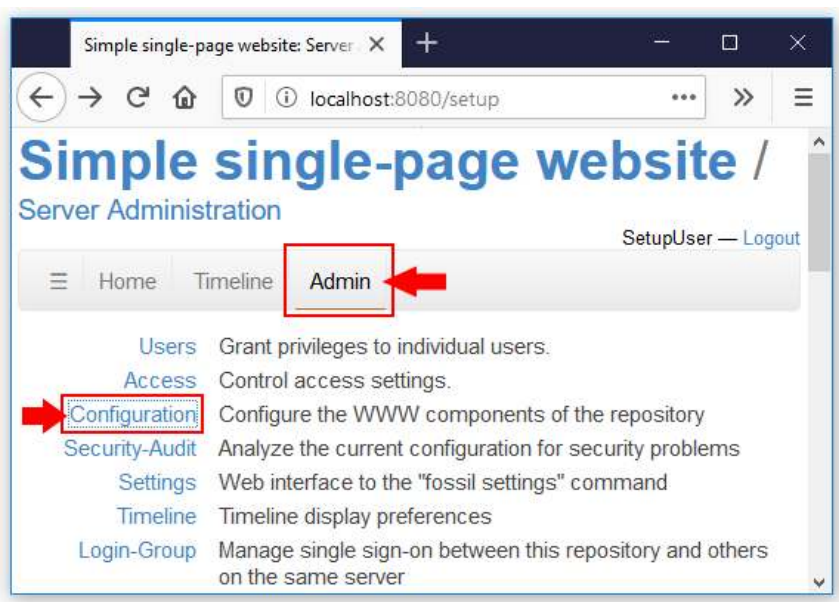 Simple single-page website: Server
localhost:8080/setup
Simple single-page website /
Server Administration
SetupUser — Logout
☰ Home Timeline Admin
Users Grant privileges to individual users.
Access Control access settings.
Configuration Configure the WWW components of the repository
Security-Audit Analyze the current configuration for security problems
Settings Web interface to the "fossil settings" command
Timeline Timeline display preferences
Login-Group Manage single sign-on between this repository and others
on the same server